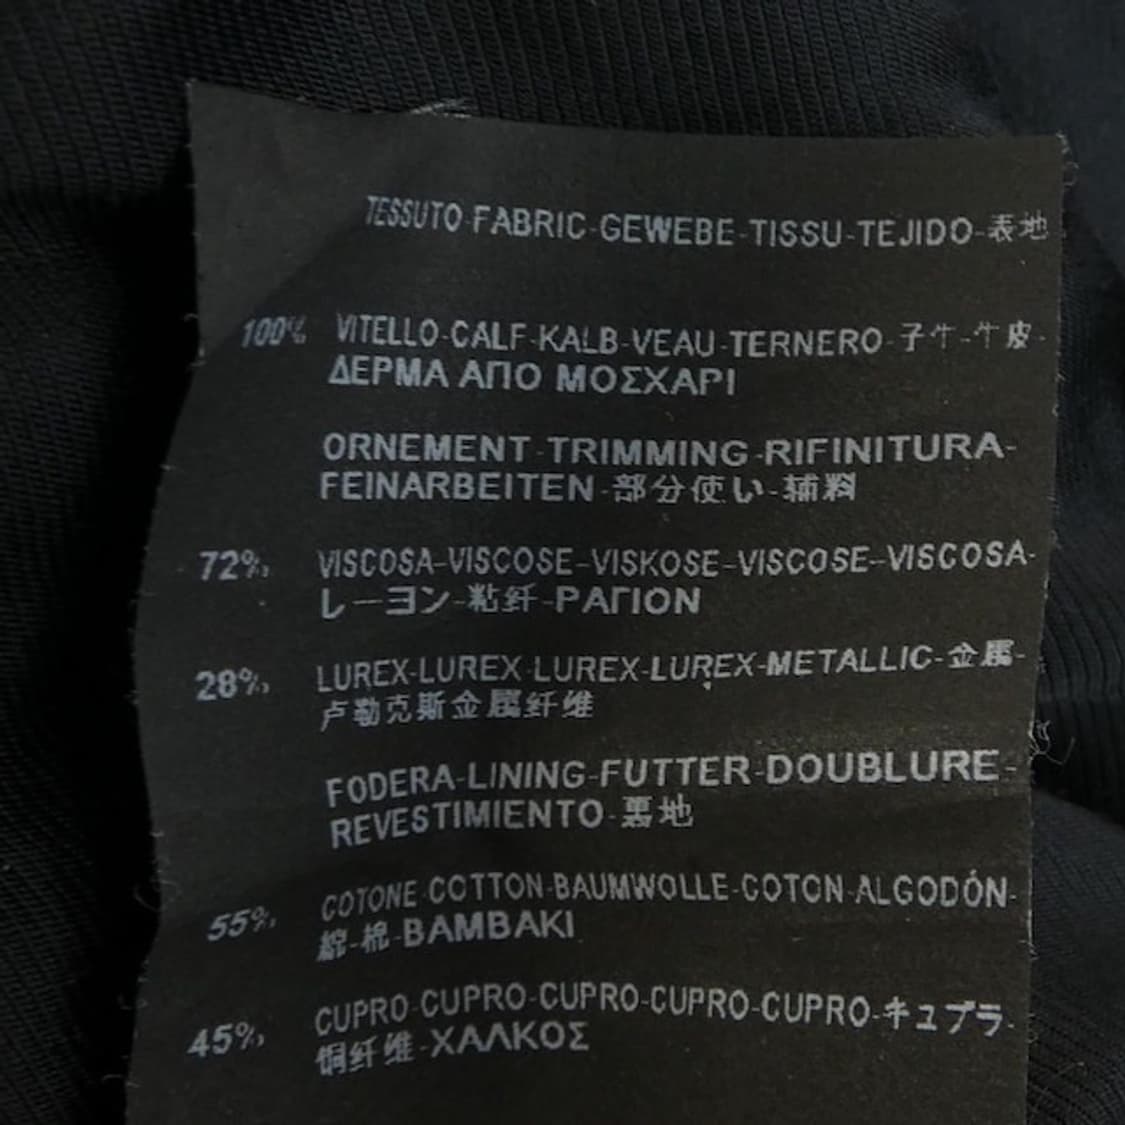 TESSUTO-FABRIC-GEWEBE-TISSU-TEJIDO-表地
100% VITELLO-CALF-KALB-VEAU-TERNERO-子牛-牛皮-
ΔΕΡΜΑ ΑΠΟ ΜΟΣΧΑΡΙ
ORNEMENT-TRIMMING-RIFINITURA-
FEINARBEITEN-部分使い-辅料
72% VISCOSA-VISCOSE-VISKOSE-VISCOSE-VISCOSA-
レーヨン-粘纤-ΡΑΓΙΟΝ
28% LUREX-LUREX-LUREX-LUREX-METALLIC-金属-
卢勒克斯金属纤维
FODERA-LINING-FUTTER-DOUBLURE-
REVESTIMIENTO-裏地
55% COTONE-COTTON-BAUMWOLLE-COTON-ALGODÓN-
綿-棉-ΒΑΜΒΑΚΙ
45% CUPRO-CUPRO-CUPRO-CUPRO-CUPRO-キュプラ-
铜纤维-ΧΑΛΚΟΣ